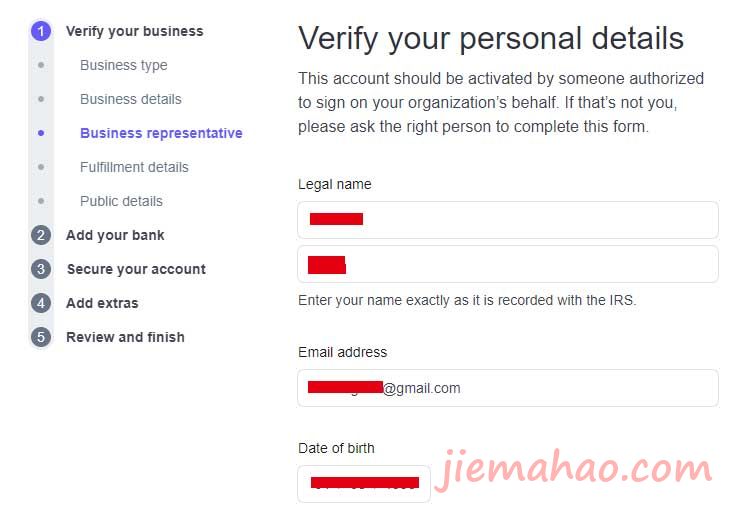 1 Verify your business
Business type
Business details
Business representative
Fulfillment details
Public details
2 Add your bank
3 Secure your account
4 Add extras
5 Review and finish
Verify your personal details
This account should be activated by someone authorized
to sign on your organization’s behalf. If that’s not you,
please ask the right person to complete this form.
Legal name
Enter your name exactly as it is recorded with the IRS.
Email address
@gmail.com
Date of birth
jiemahao.com